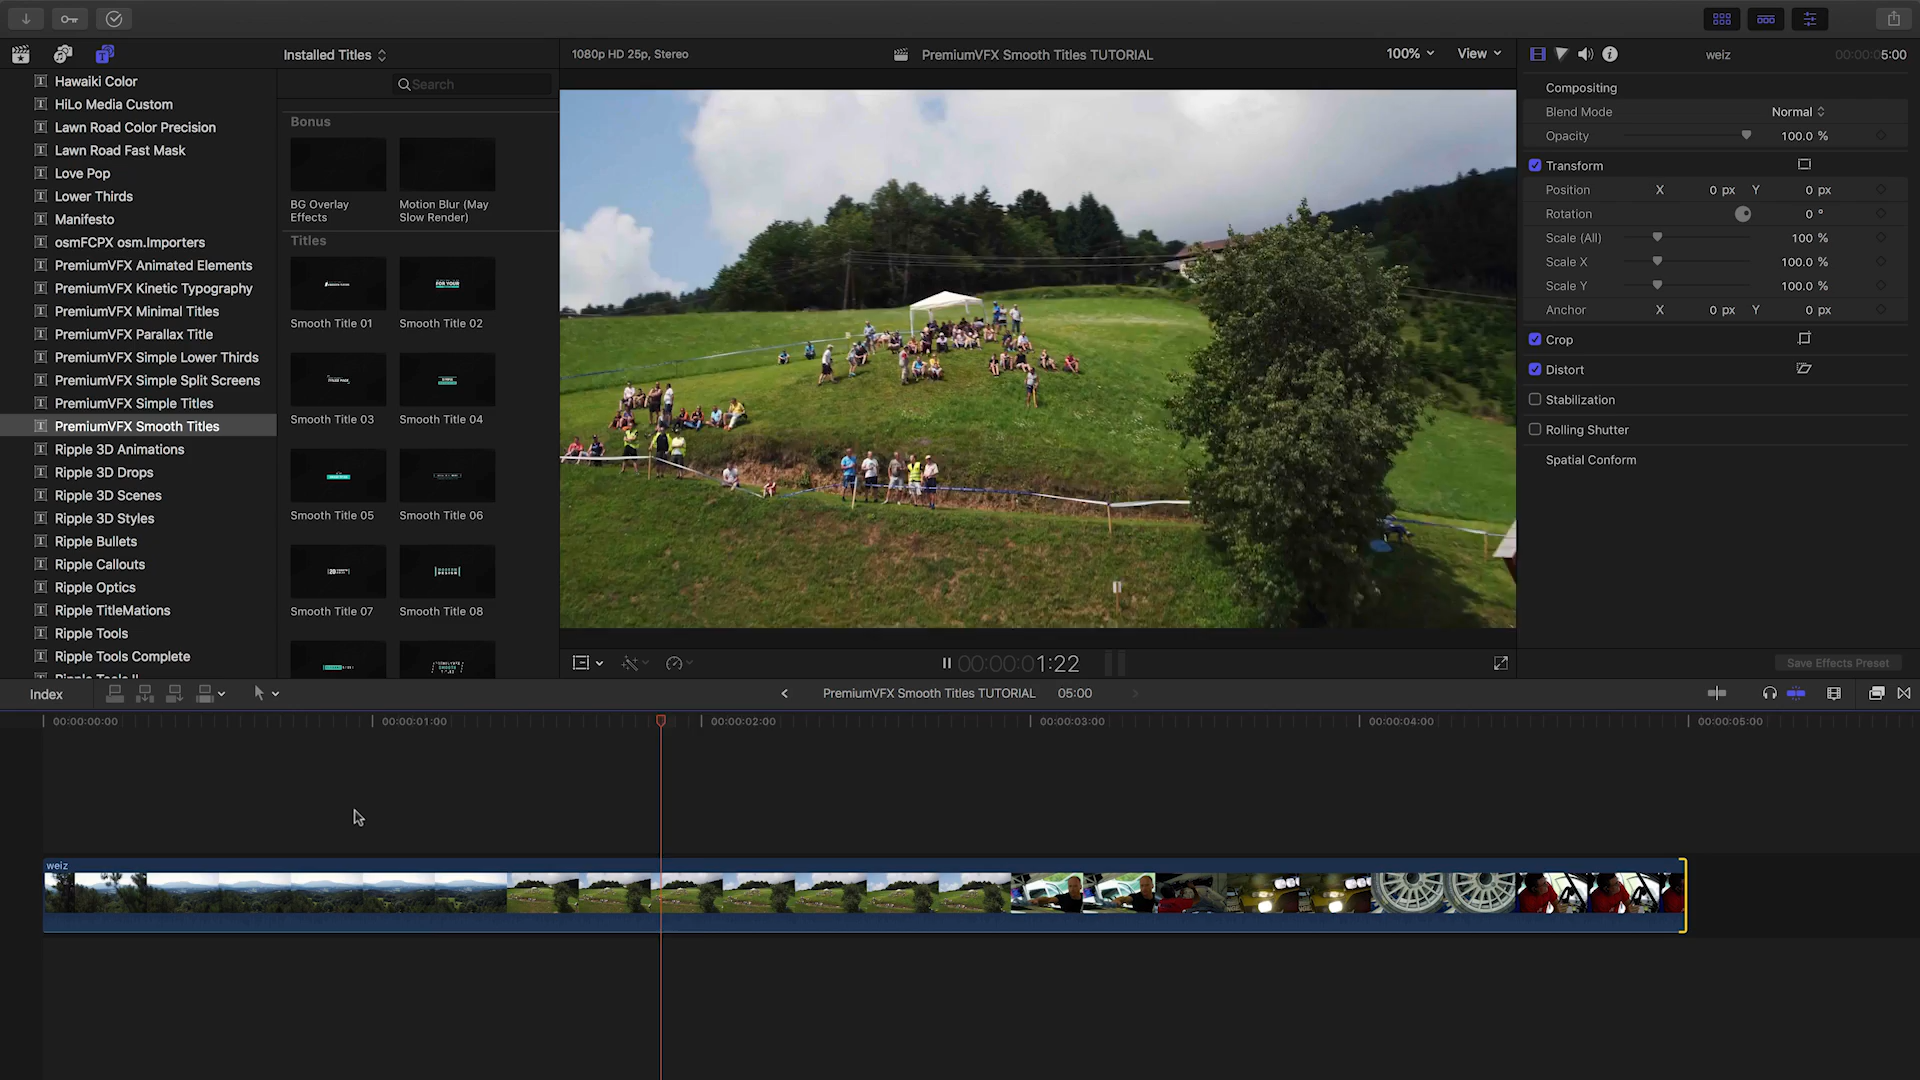 Installed Titles
1080p HD 25p, Stereo
PremiumVFX Smooth Titles TUTORIAL
100%
View
weiz
00:00:05:00
Hawaiki Color
HiLo Media Custom
Lawn Road Color Precision
Lawn Road Fast Mask
Love Pop
Lower Thirds
Manifesto
osmFCPX osm.Importers
PremiumVFX Animated Elements
PremiumVFX Kinetic Typography
PremiumVFX Minimal Titles
PremiumVFX Parallax Title
PremiumVFX Simple Lower Thirds
PremiumVFX Simple Split Screens
PremiumVFX Simple Titles
PremiumVFX Smooth Titles
Ripple 3D Animations
Ripple 3D Drops
Ripple 3D Scenes
Ripple 3D Styles
Ripple Bullets
Ripple Callouts
Ripple Optics
Ripple TitleMations
Ripple Tools
Ripple Tools Complete
Search
Bonus
BG Overlay
Effects
Motion Blur (May
Slow Render)
Titles
FOR YOUR
Smooth Title 01
Smooth Title 02
Smooth Title 03
Smooth Title 04
Smooth Title 05
Smooth Title 06
MODERN
DESIGN
Smooth Title 07
Smooth Title 08
Compositing
Blend Mode
Normal
Opacity
100.0 %
Transform
Position
X
0 px
Y
0 px
Rotation
0 °
Scale (All)
100 %
Scale X
100.0 %
Scale Y
100.0 %
Anchor
X
0 px
Y
0 px
Crop
Distort
Stabilization
Rolling Shutter
Spatial Conform
Save Effects Preset
00:00:01:22
Index
PremiumVFX Smooth Titles TUTORIAL
05:00
00:00:00:00
00:00:01:00
00:00:02:00
00:00:03:00
00:00:04:00
00:00:05:00
weiz